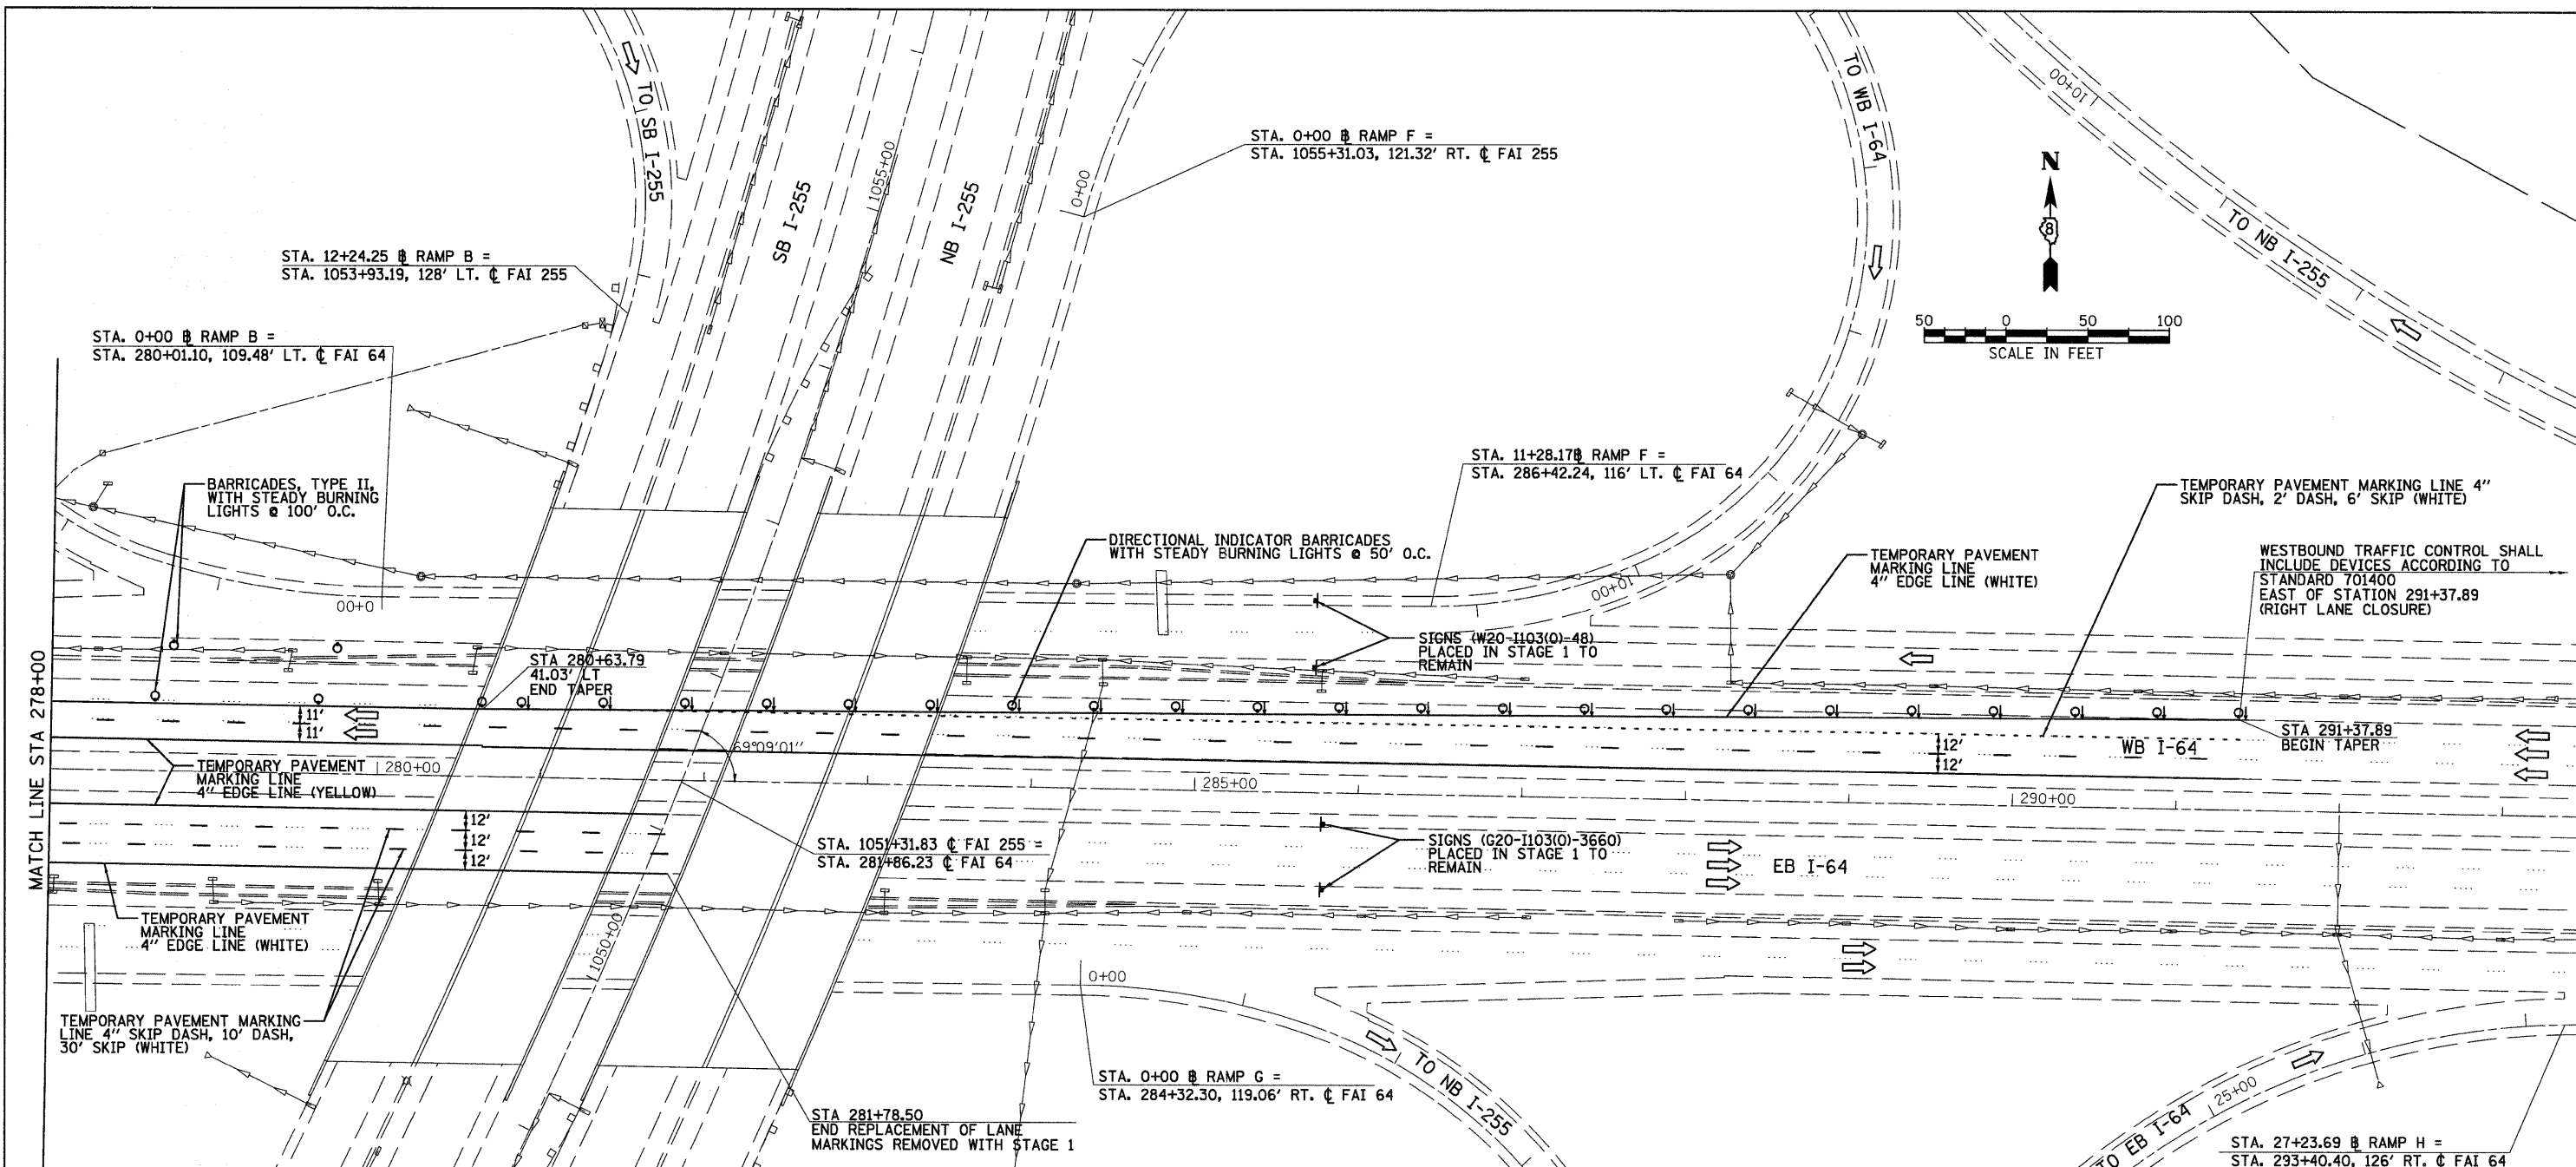 TO SB I-255
SB I-255
1055+00
NB I-255
0+00
STA. 0+00 ⅊ RAMP F =
STA. 1055+31.03, 121.32' RT. ℄ FAI 255
TO WB I-64
10+00
TO NB I-255
N
8
50 0 50 100
SCALE IN FEET
STA. 12+24.25 ⅊ RAMP B =
STA. 1053+93.19, 128' LT. ℄ FAI 255
STA. 0+00 ⅊ RAMP B =
STA. 280+01.10, 109.48' LT. ℄ FAI 64
STA. 11+28.17 ⅊ RAMP F =
STA. 286+42.24, 116' LT. ℄ FAI 64
BARRICADES, TYPE II,
WITH STEADY BURNING
LIGHTS @ 100' O.C.
DIRECTIONAL INDICATOR BARRICADES
WITH STEADY BURNING LIGHTS @ 50' O.C.
TEMPORARY PAVEMENT MARKING LINE 4"
SKIP DASH, 2' DASH, 6' SKIP (WHITE)
TEMPORARY PAVEMENT
MARKING LINE
4" EDGE LINE (WHITE)
WESTBOUND TRAFFIC CONTROL SHALL
INCLUDE DEVICES ACCORDING TO
STANDARD 701400
EAST OF STATION 291+37.89
(RIGHT LANE CLOSURE)
0+00
10+00
SIGNS (W20-I103(0)-48)
PLACED IN STAGE 1 TO
REMAIN
STA 280+63.79
41.03' LT
END TAPER
MATCH LINE STA 278+00
11'
11'
69°09'01"
12'
12'
WB I-64
STA 291+37.89
BEGIN TAPER
TEMPORARY PAVEMENT
MARKING LINE
4" EDGE LINE (YELLOW)
280+00
285+00
290+00
12'
12'
12'
STA. 1051+31.83 ℄ FAI 255 =
STA. 281+86.23 ℄ FAI 64
SIGNS (G20-I103(0)-3660)
PLACED IN STAGE 1 TO
REMAIN
EB I-64
TEMPORARY PAVEMENT
MARKING LINE
4" EDGE LINE (WHITE)
1050+00
0+00
TEMPORARY PAVEMENT MARKING
LINE 4" SKIP DASH, 10' DASH,
30' SKIP (WHITE)
STA. 0+00 ⅊ RAMP G =
STA. 284+32.30, 119.06' RT. ℄ FAI 64
TO NB I-255
STA 281+78.50
END REPLACEMENT OF LANE
MARKINGS REMOVED WITH STAGE 1
TO EB I-64
25+00
STA. 27+23.69 ⅊ RAMP H =
STA. 293+40.40, 126' RT. ℄ FAI 64